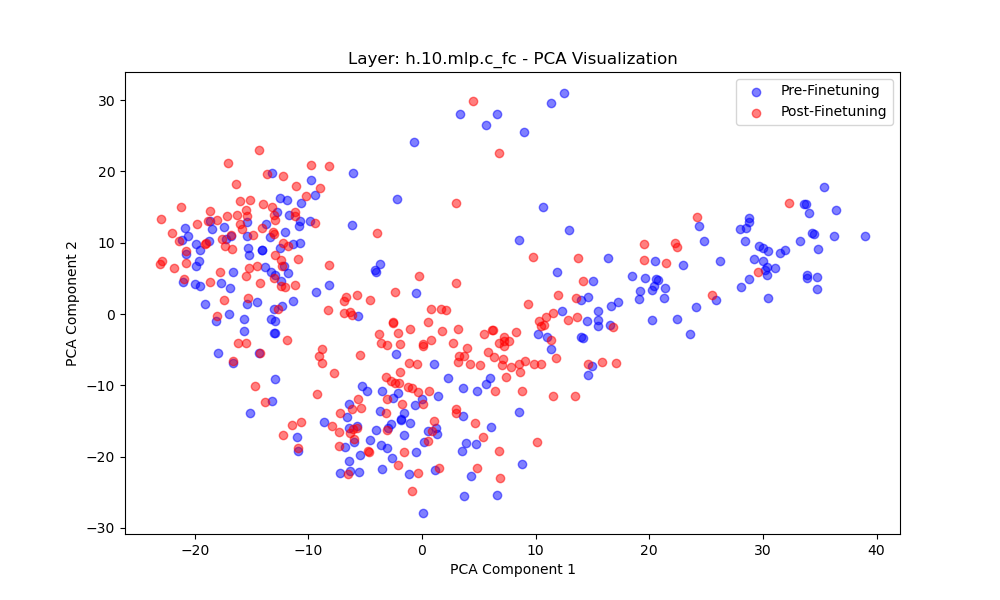 Layer: h.10.mlp.c_fc - PCA Visualization
Pre-Finetuning
Post-Finetuning
PCA Component 2
30
20
10
0
−10
−20
−30
−20
−10
0
10
20
30
40
PCA Component 1